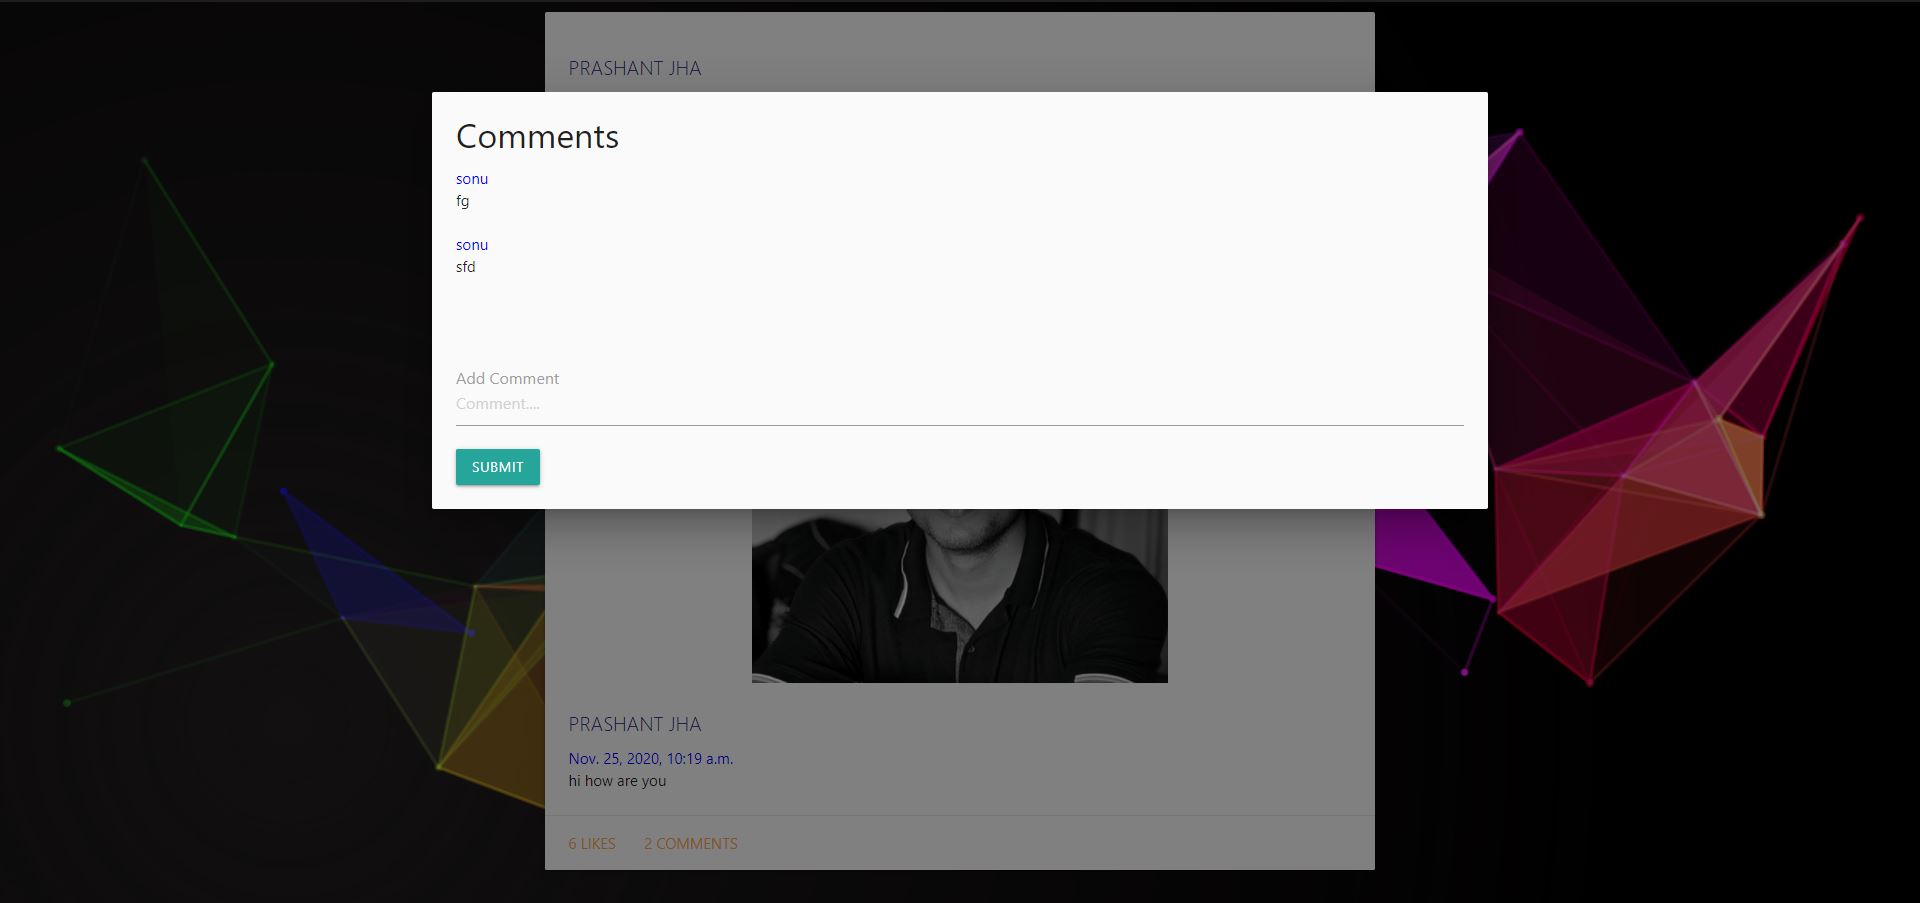 PRASHANT JHA
Comments
sonu
fg
sonu
sfd
Add Comment
Comment....
SUBMIT
PRASHANT JHA
Nov. 25, 2020, 10:19 a.m.
hi how are you
6 LIKES 2 COMMENTS